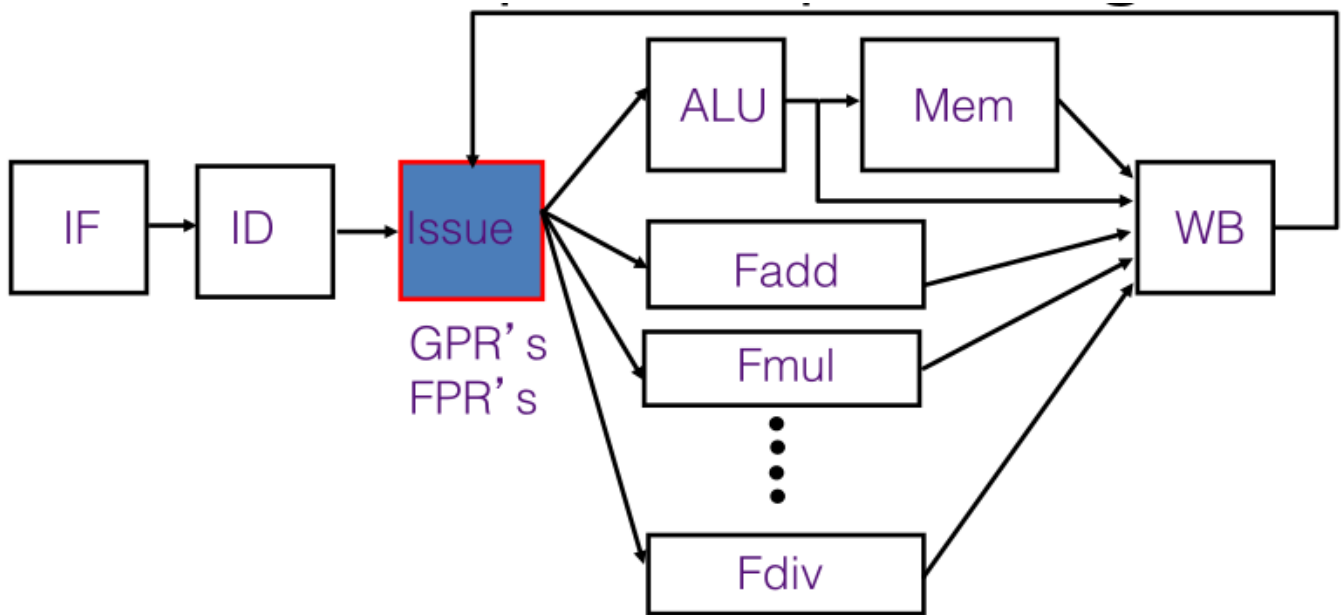 IF
ID
Issue
GPR's
FPR's
ALU
Mem
Fadd
Fmul
Fdiv
WB